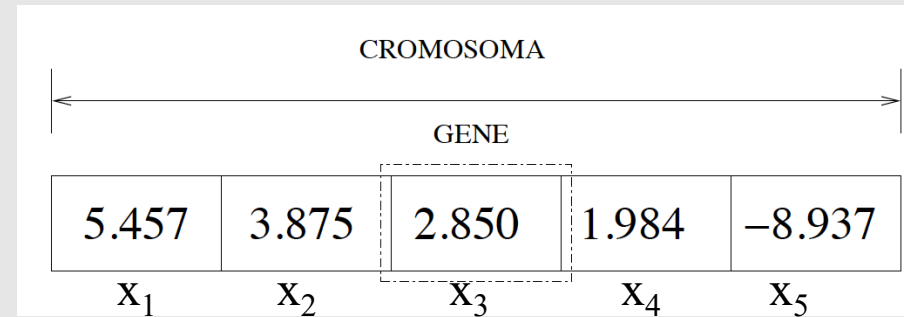 CROMOSOMA
GENE
5.457 3.875 2.850 1.984 –8.937
x₁ x₂ x₃ x₄ x₅